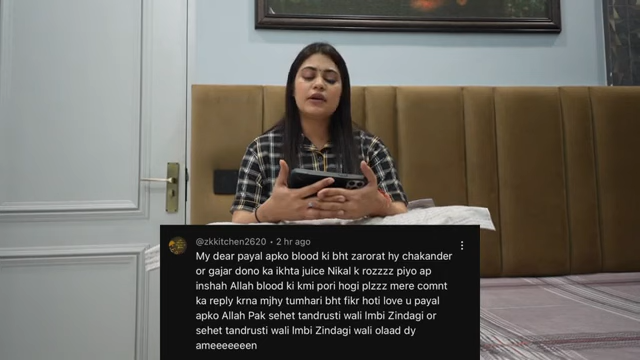 @zkkitchen2620 • 2 hr ago
My dear payal apko blood ki bht zarorat hy chakander
or gajar dono ka ikhta juice Nikal k rozzzz piyo ap
inshah Allah blood ki kmi pori hogi plzzz mere comnt
ka reply krna mjhy tumhari bht fikr hoti love u payal
apko Allah Pak sehet tandrusti wali lmbi Zindagi or
sehet tandrusti wali lmbi Zindagi wali olaad dy
ameeeeeeen